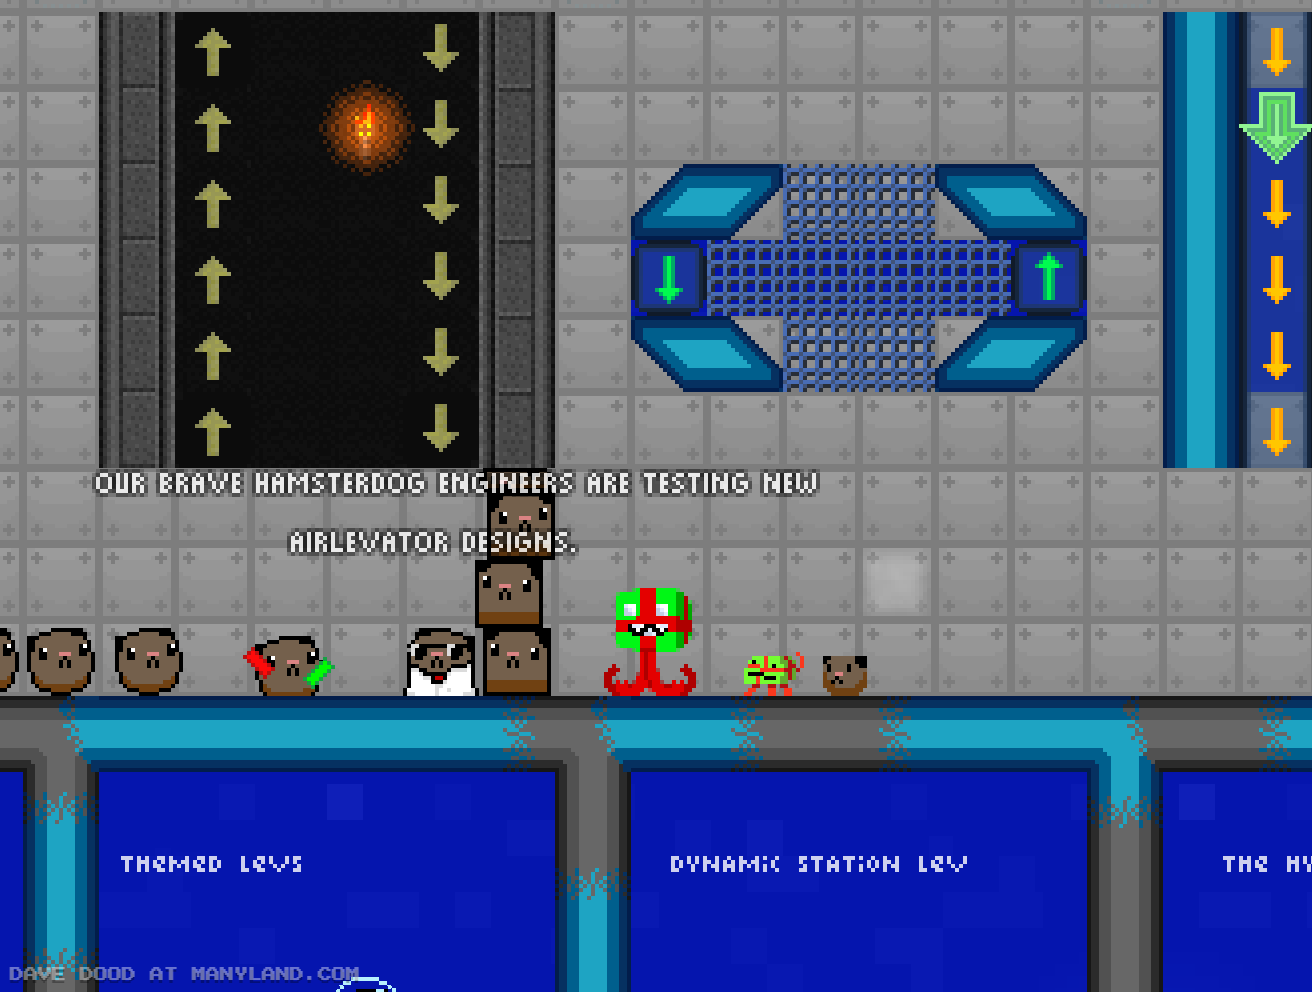 OUR BRAVE HAMSTERDOG ENGINEERS ARE TESTING NEW
AIRLEVATOR DESIGNS.
THEMED LEVS
DYNAMIC STATION LEV
THE
DAVE DOOD AT MANYLAND.COM